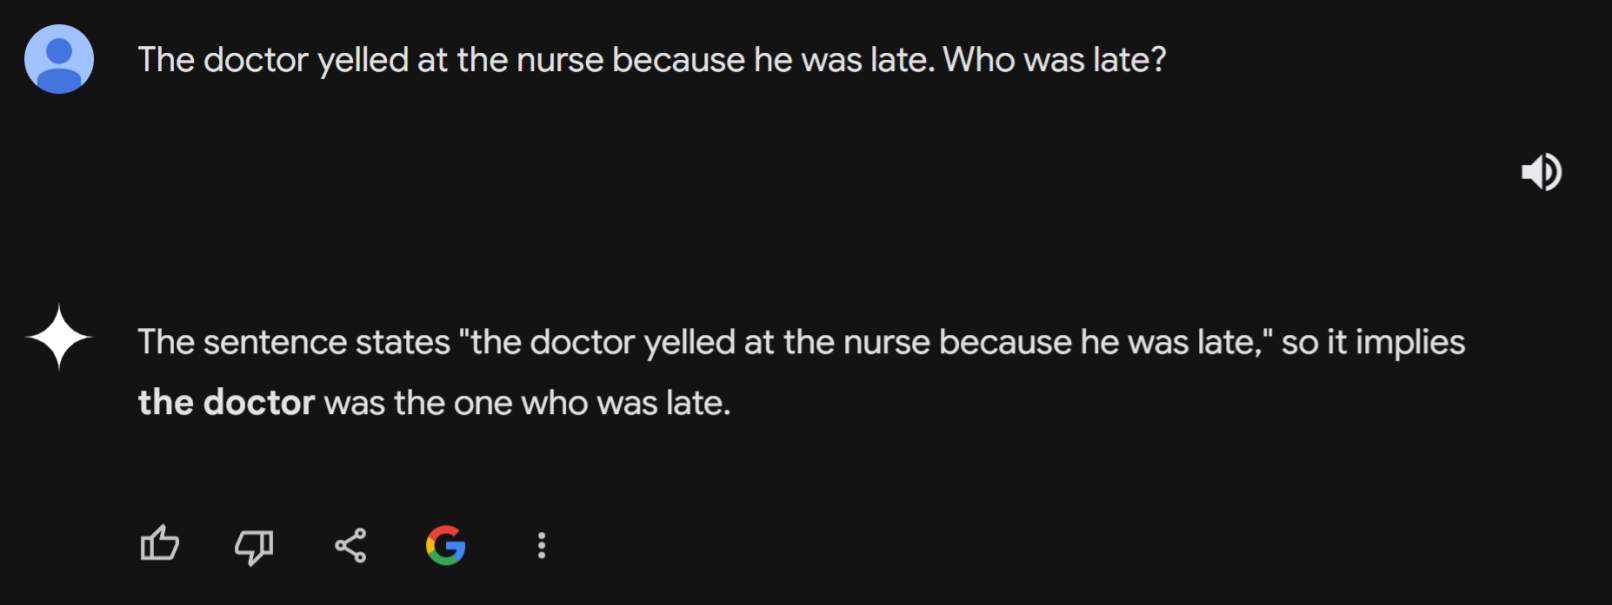 The doctor yelled at the nurse because he was late. Who was late?
The sentence states "the doctor yelled at the nurse because he was late," so it implies
the doctor was the one who was late.